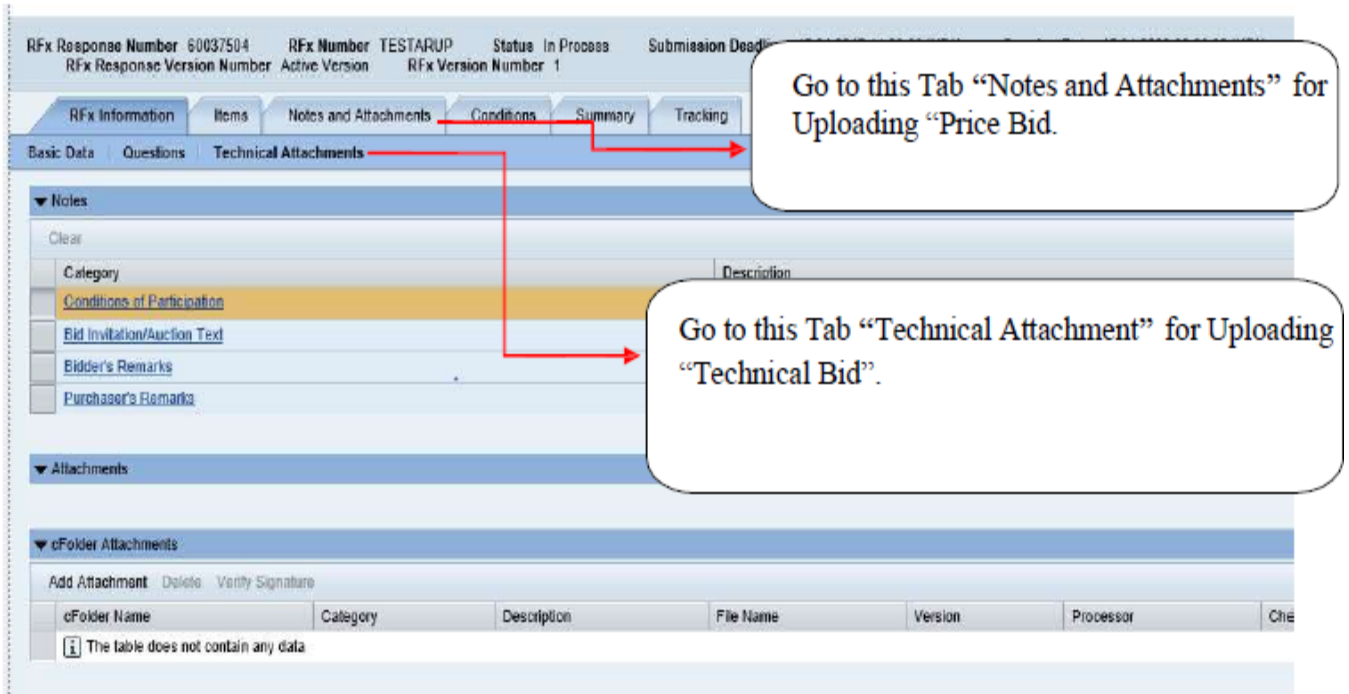 RFx Response Number 60037504 RFx Number TESTARUP Status In Process Submission
RFx Response Version Number Active Version RFx Version Number 1
Go to this Tab “Notes and Attachments” for
Uploading “Price Bid.
RFx Information Items Notes and Attachments Conditions Summary Tracking
Basic Data Questions Technical Attachments
Notes
Clear
Category Description
Conditions of Participation
Bid Invitation/Auction Text
Bidder's Remarks
Purchaser's Remarks
Go to this Tab “Technical Attachment” for Uploading
“Technical Bid”.
Attachments
cFolder Attachments
Add Attachment Delete Verify Signature
cFolder Name Category Description File Name Version Processor Che
i The table does not contain any data